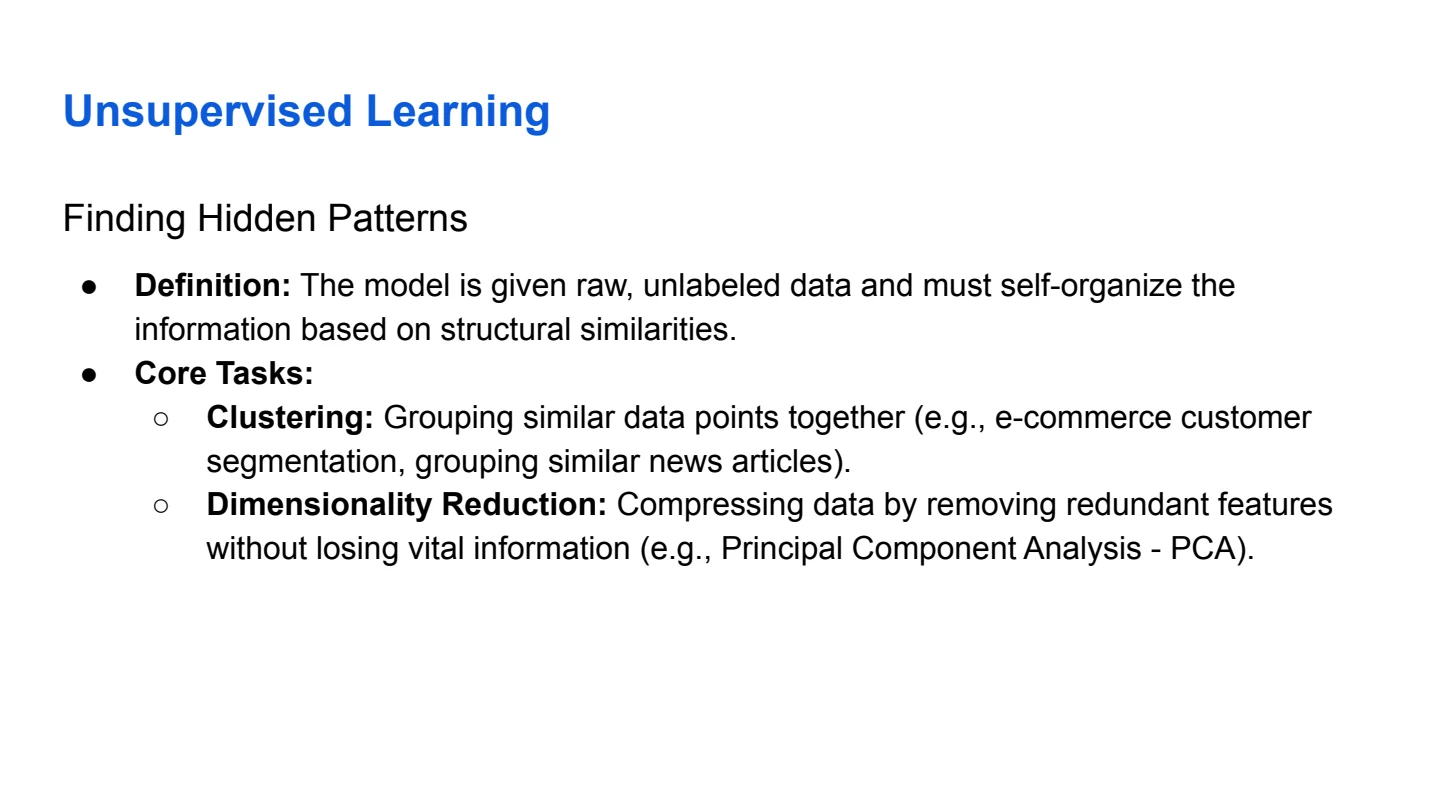 Unsupervised Learning
Finding Hidden Patterns
● Definition: The model is given raw, unlabeled data and must self-organize the
information based on structural similarities.
● Core Tasks:
○ Clustering: Grouping similar data points together (e.g., e-commerce customer
segmentation, grouping similar news articles).
○ Dimensionality Reduction: Compressing data by removing redundant features
without losing vital information (e.g., Principal Component Analysis - PCA).